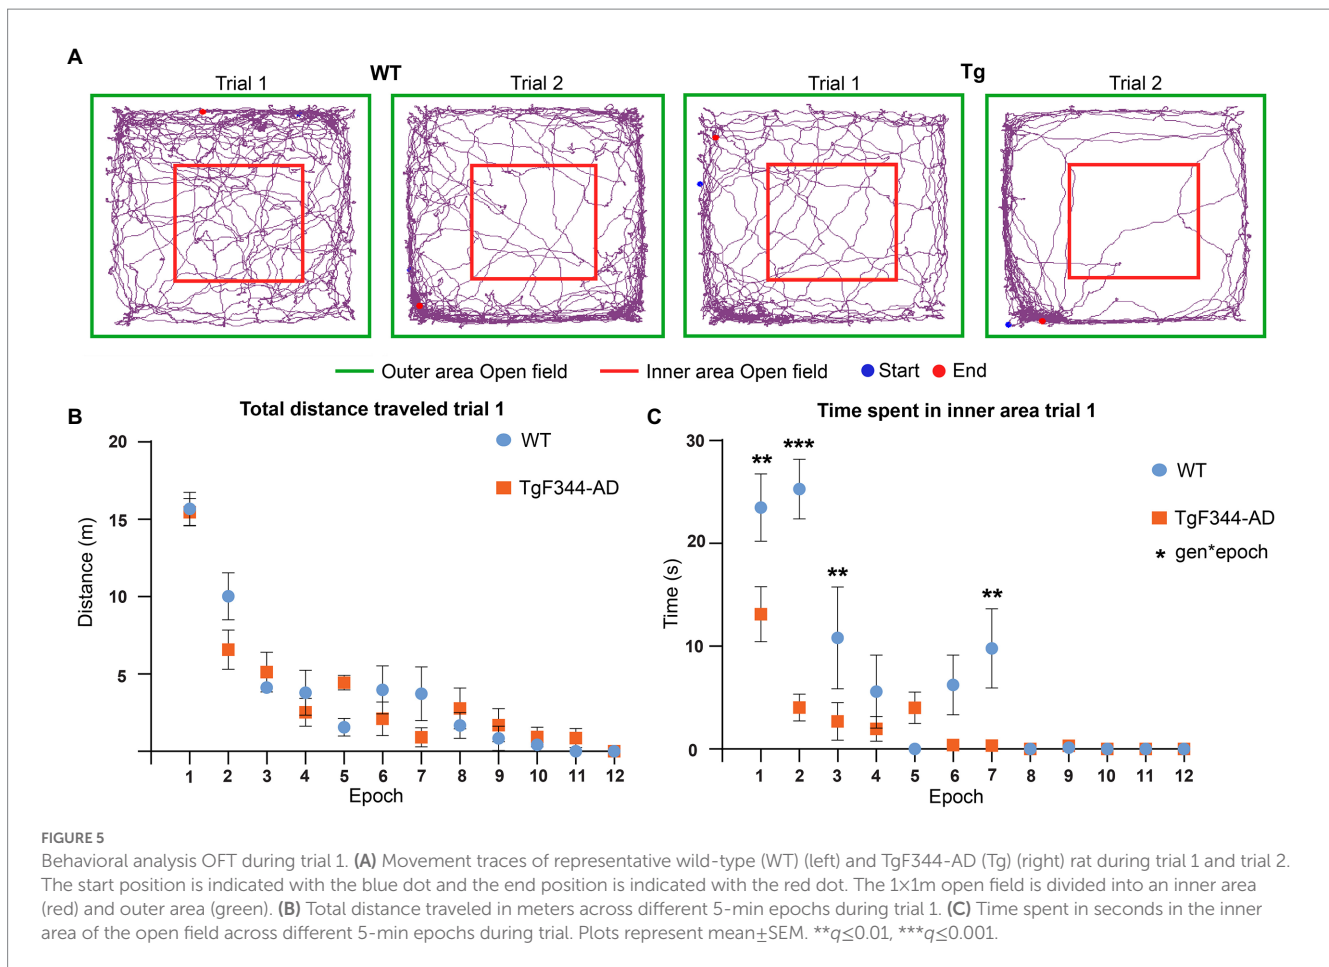 A
WT
Tg
Trial 1
Trial 2
Trial 1
Trial 2
Outer area Open field
Inner area Open field
Start
End
B
Total distance traveled trial 1
WT
TgF344-AD
20
15
10
5
Distance (m)
1 2 3 4 5 6 7 8 9 10 11 12
Epoch
C
Time spent in inner area trial 1
30
20
10
0
Time (s)
** *** ** **
WT
TgF344-AD
* gen*epoch
1 2 3 4 5 6 7 8 9 10 11 12
Epoch
FIGURE 5
Behavioral analysis OFT during trial 1. (A) Movement traces of representative wild-type (WT) (left) and TgF344-AD (Tg) (right) rat during trial 1 and trial 2.
The start position is indicated with the blue dot and the end position is indicated with the red dot. The 1×1m open field is divided into an inner area
(red) and outer area (green). (B) Total distance traveled in meters across different 5-min epochs during trial 1. (C) Time spent in seconds in the inner
area of the open field across different 5-min epochs during trial. Plots represent mean±SEM. **q≤0.01, ***q≤0.001.